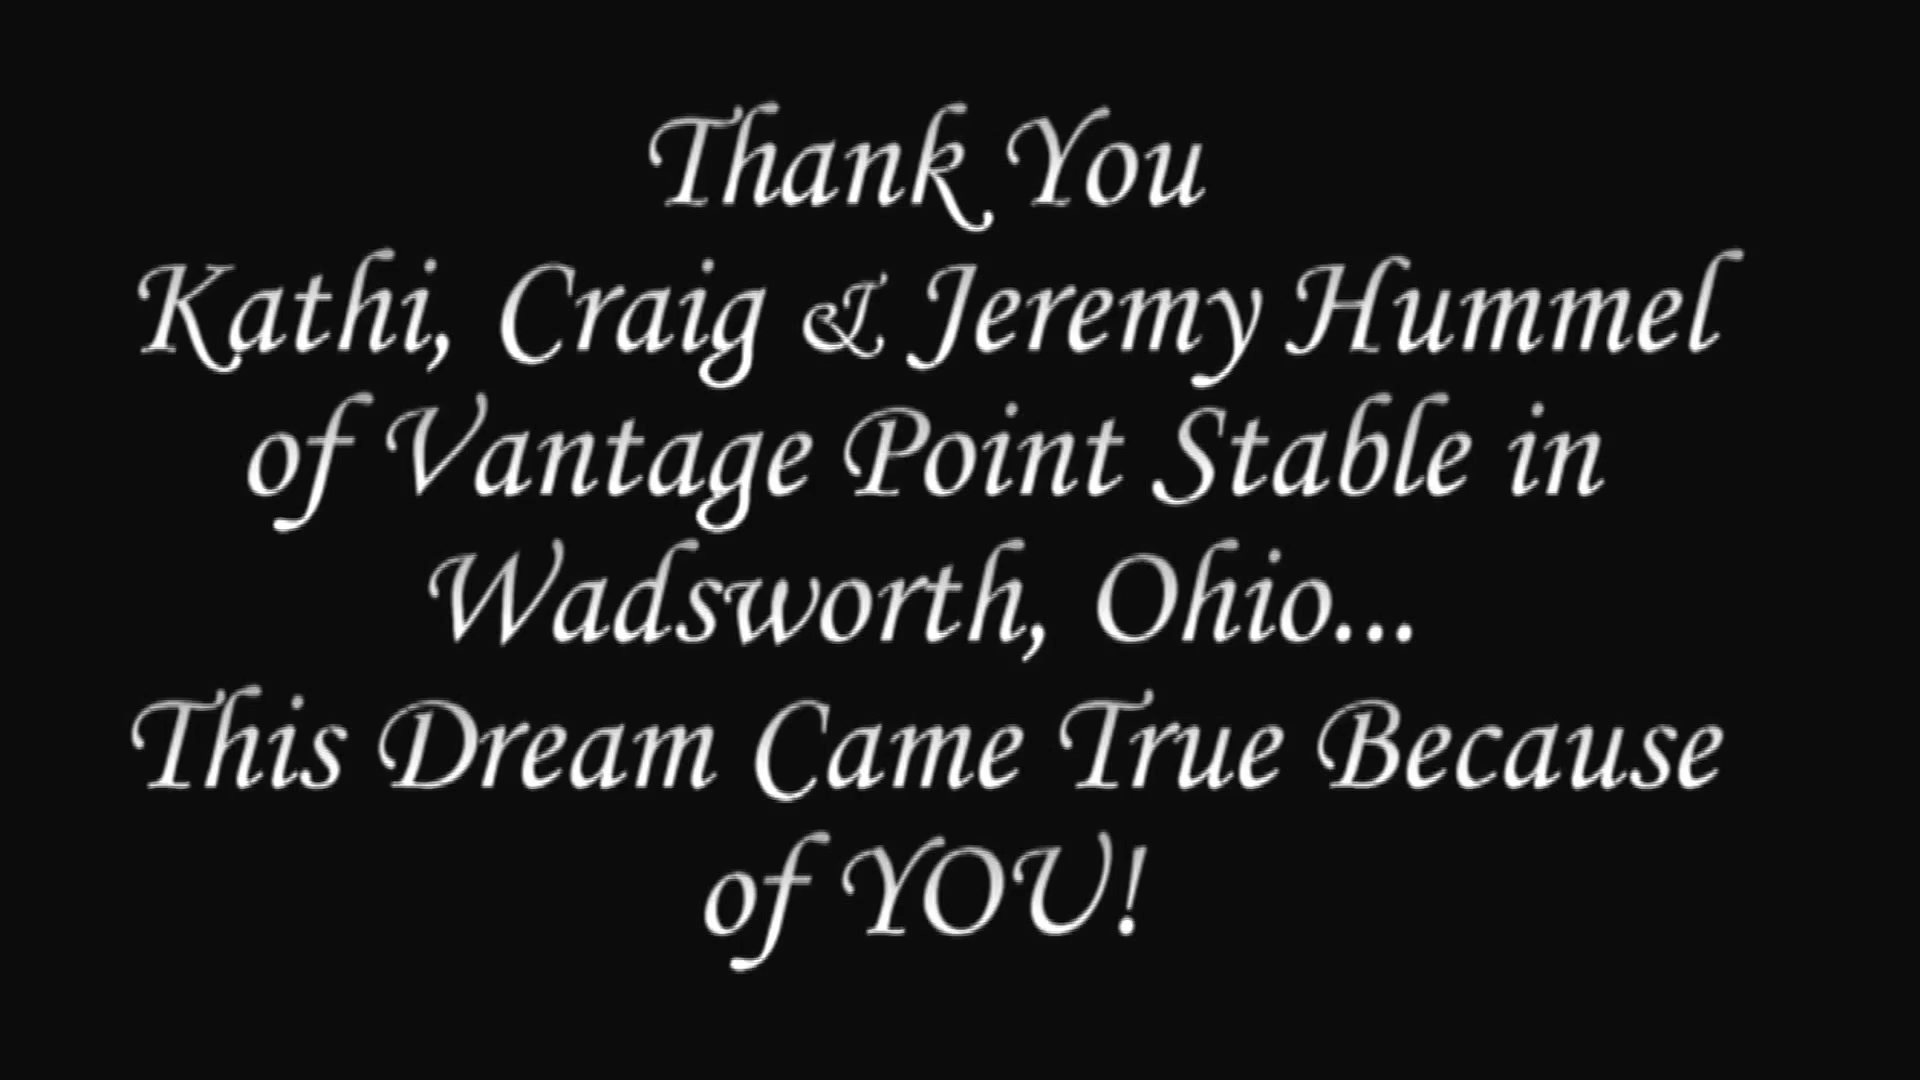 Thank You
Kathi, Craig & Jeremy Hummel
of Vantage Point Stable in
Wadsworth, Ohio...
This Dream Came True Because
of YOU!